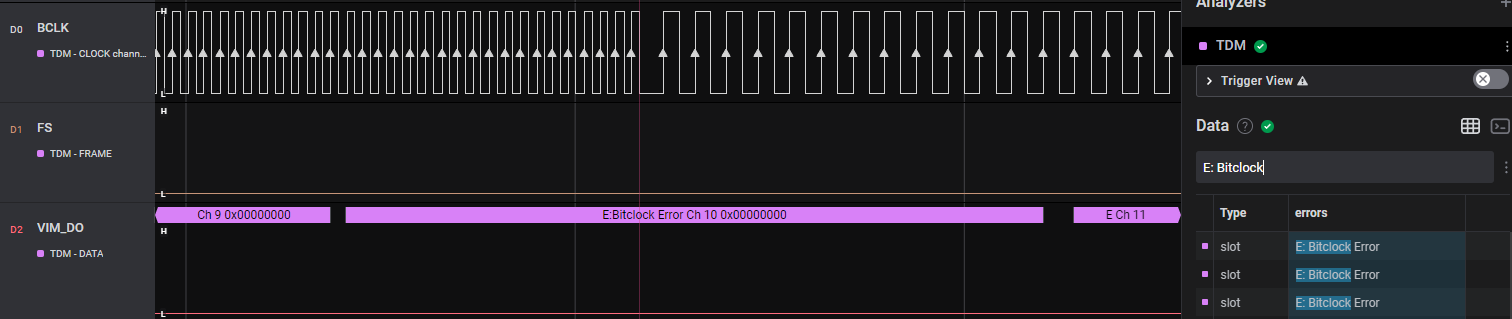 Analyzers
D0 BCLK
TDM - CLOCK chann...
H
L
TDM
Trigger View
D1 FS
TDM - FRAME
H
L
Data ?
E: Bitclock
D2 VIM_DO
TDM - DATA
Ch 9 0x00000000
E:Bitclock Error Ch 10 0x00000000
E Ch 11
H
L
Type errors
slot E: Bitclock Error
slot E: Bitclock Error
slot E: Bitclock Error